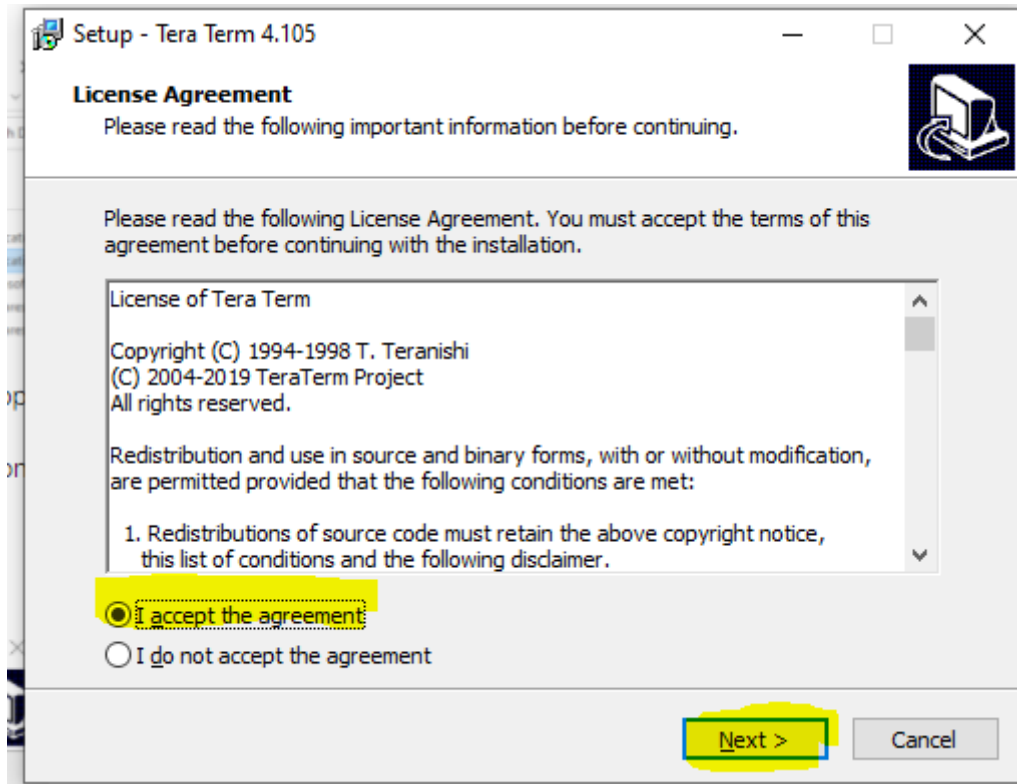 Setup - Tera Term 4.105
License Agreement
Please read the following important information before continuing.
Please read the following License Agreement. You must accept the terms of this
agreement before continuing with the installation.
License of Tera Term
Copyright (C) 1994-1998 T. Teranishi
(C) 2004-2019 TeraTerm Project
All rights reserved.
Redistribution and use in source and binary forms, with or without modification,
are permitted provided that the following conditions are met:
1. Redistributions of source code must retain the above copyright notice,
this list of conditions and the following disclaimer.
I accept the agreement
I do not accept the agreement
Next >
Cancel